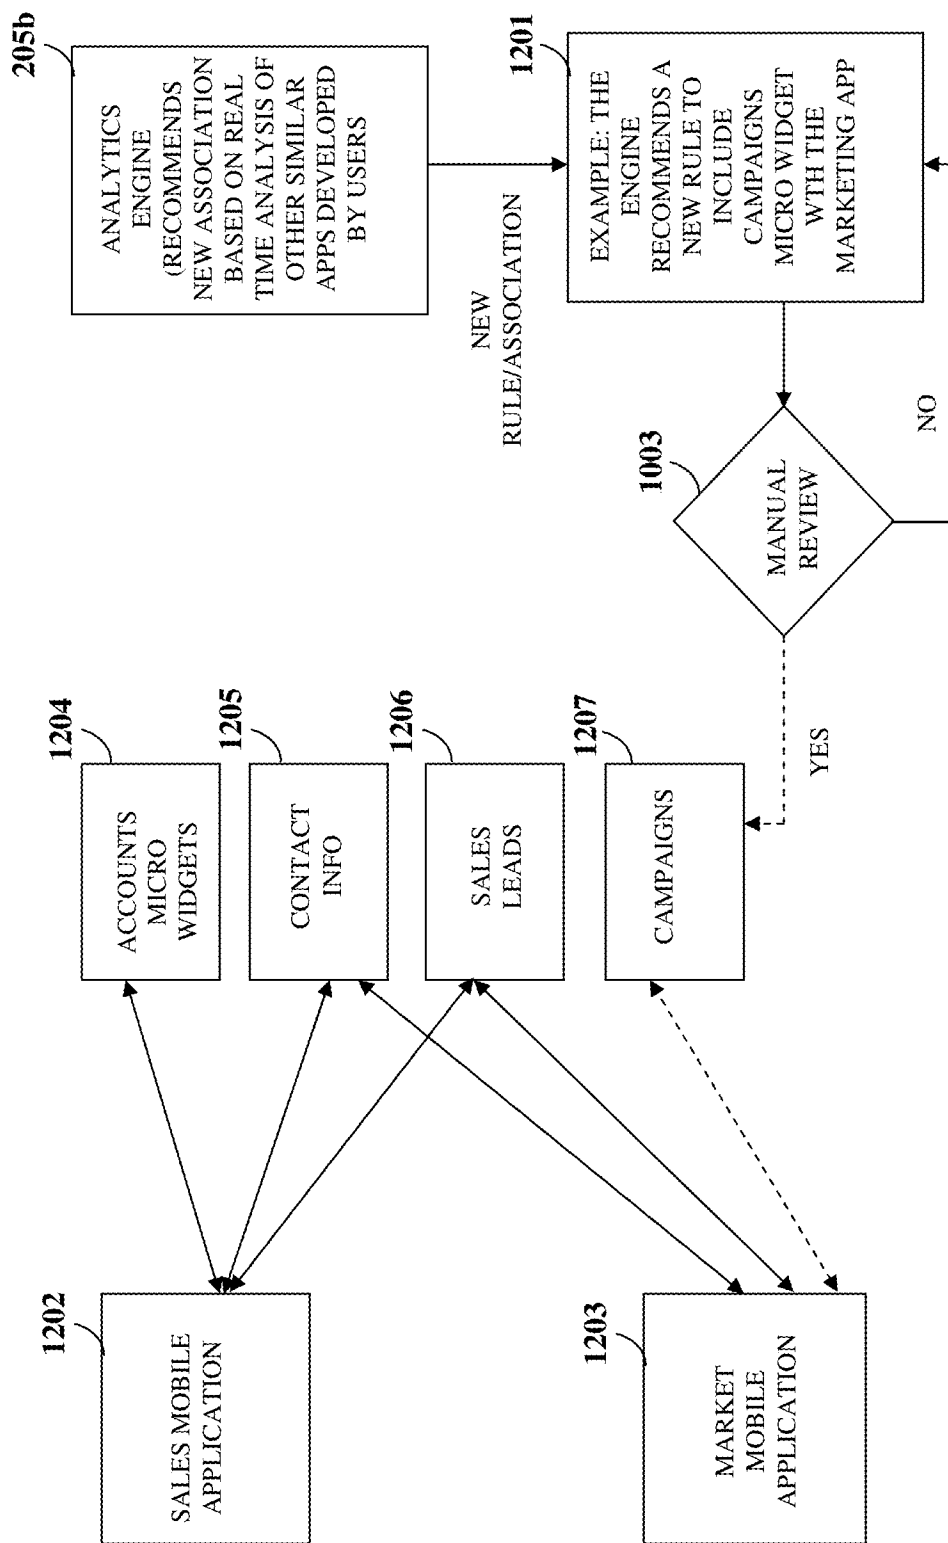 1202
SALES MOBILE
APPLICATION
1203
MARKET
MOBILE
APPLICATION
1204
ACCOUNTS
MICRO
WIDGETS
1205
CONTACT
INFO
1206
SALES
LEADS
1207
CAMPAIGNS
YES
1003
MANUAL
REVIEW
NO
205b
ANALYTICS
ENGINE
(RECOMMENDS
NEW ASSOCIATION
BASED ON REAL
TIME ANALYSIS OF
OTHER SIMILAR
APPS DEVELOPED
BY USERS
NEW
RULE/ASSOCIATION
1201
EXAMPLE: THE
ENGINE
RECOMMENDS A
NEW RULE TO
INCLUDE
CAMPAIGNS
MICRO WIDGET
WTH THE
MARKETING APP